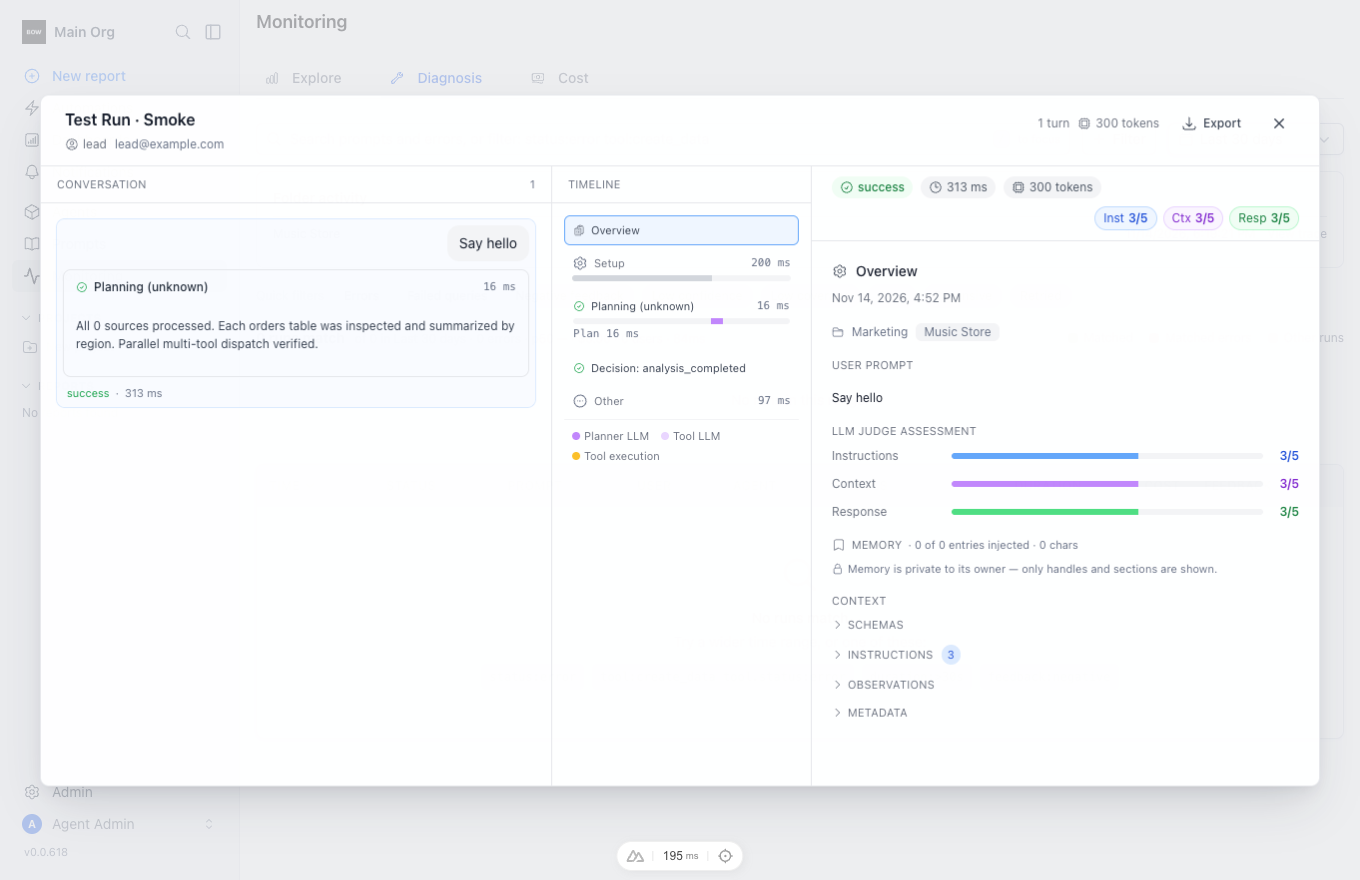 Main Org
Monitoring
New report
Explore
Diagnosis
Cost
Test Run · Smoke
lead lead@example.com
1 turn 300 tokens
Export
CONVERSATION 1
Say hello
Planning (unknown) 16 ms
All 0 sources processed. Each orders table was inspected and summarized by
region. Parallel multi-tool dispatch verified.
success · 313 ms
TIMELINE
Overview
Setup 200 ms
Planning (unknown) 16 ms
Plan 16 ms
Decision: analysis_completed
Other 97 ms
Planner LLM Tool LLM
Tool execution
success 313 ms 300 tokens
Inst 3/5 Ctx 3/5 Resp 3/5
Overview
Nov 14, 2026, 4:52 PM
Marketing Music Store
USER PROMPT
Say hello
LLM JUDGE ASSESSMENT
Instructions 3/5
Context 3/5
Response 3/5
MEMORY · 0 of 0 entries injected · 0 chars
Memory is private to its owner — only handles and sections are shown.
CONTEXT
SCHEMAS
INSTRUCTIONS 3
OBSERVATIONS
METADATA
runs
No
Admin
A Agent Admin
v0.0.618
195 ms